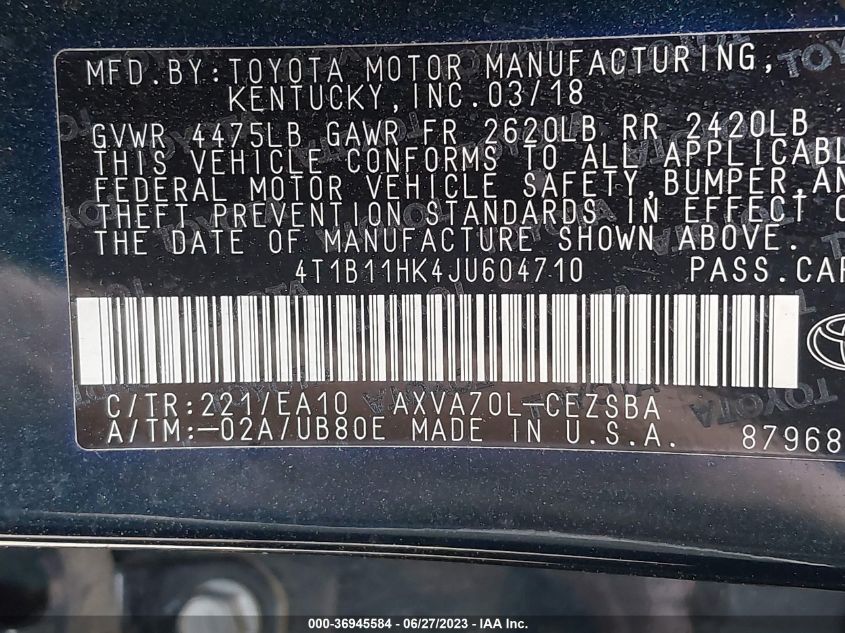 MFD.BY:TOYOTA MOTOR MANUFACTURING,
KENTUCKY,INC.03/18
GVWR 4475LB GAWR FR 2620LB RR 2420LB
THIS VEHICLE CONFORMS TO ALL APPLICABL
FEDERAL MOTOR VEHICLE SAFETY,BUMPER,AN
THEFT PREVENTION STANDARDS IN EFFECT O
THE DATE OF MANUFACTURE SHOWN ABOVE.
4T1B11HK4JU604710 PASS.CAR
C/TR:221/EA10 AXVA70L-CEZSBA
A/TM:-02A/UB80E MADE IN U.S.A. 87968
000-36945584 - 06/27/2023 - IAA Inc.